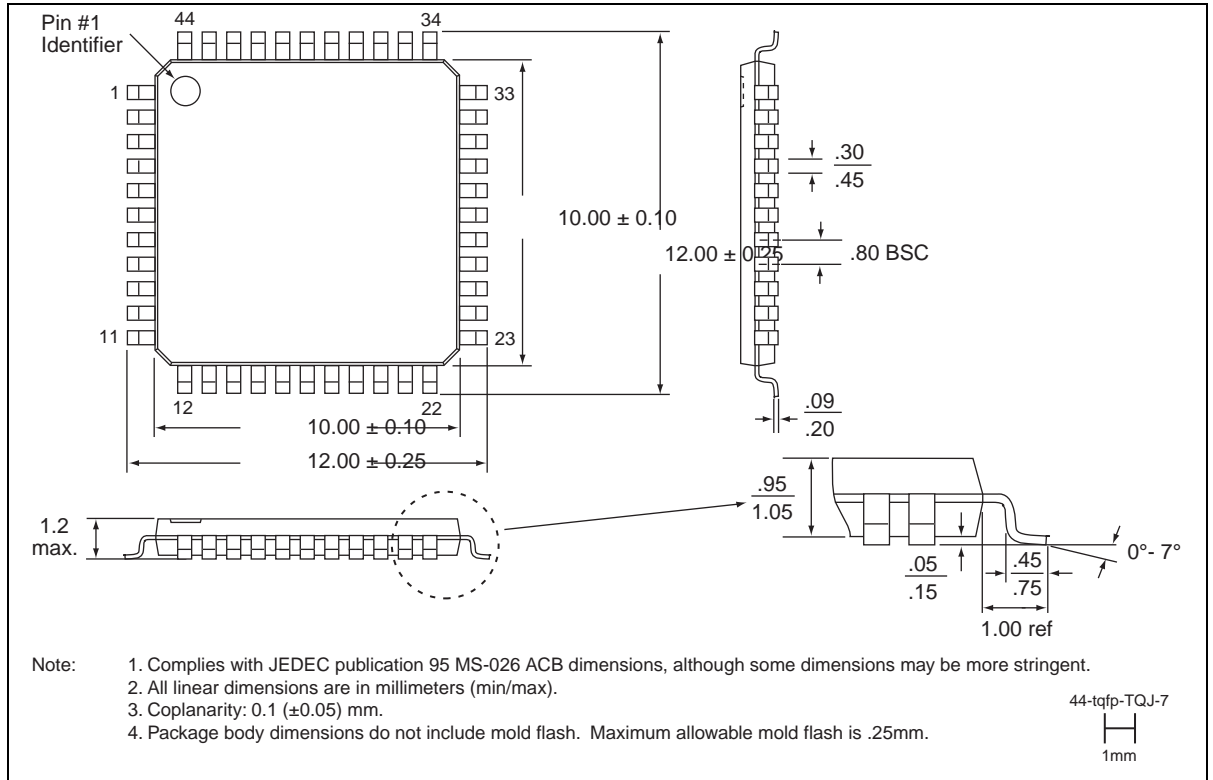 Pin #1
Identifier
44
34
1
33
.30
.45
10.00 ± 0.10
12.00 ± 0.25
.80 BSC
11
23
12
22
.09
.20
10.00 ± 0.10
12.00 ± 0.25
.95
1.05
1.2
max.
0°- 7°
.05
.15
.45
.75
1.00 ref
Note: 1. Complies with JEDEC publication 95 MS-026 ACB dimensions, although some dimensions may be more stringent.
2. All linear dimensions are in millimeters (min/max).
3. Coplanarity: 0.1 (±0.05) mm.
4. Package body dimensions do not include mold flash. Maximum allowable mold flash is .25mm.
44-tqfp-TQJ-7
1mm